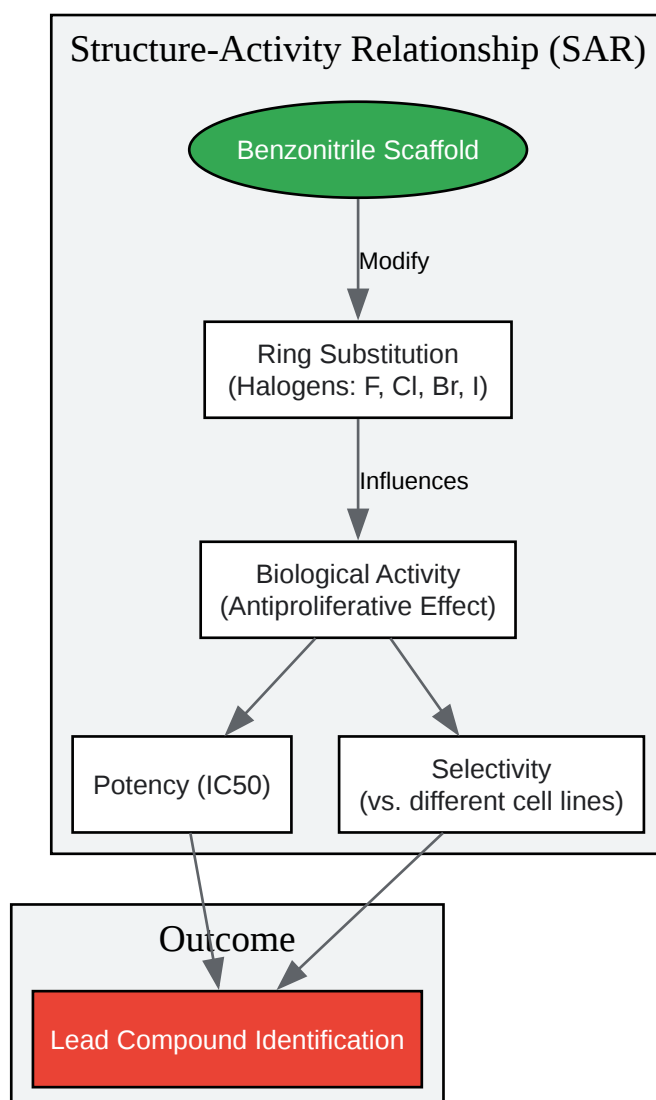 Structure-Activity Relationship (SAR)
Benzonitrile Scaffold
Modify
Ring Substitution
(Halogens: F, Cl, Br, I)
Influences
Biological Activity
(Antiproliferative Effect)
Potency (IC50)
Selectivity
(vs. different cell lines)
Outcome
Lead Compound Identification